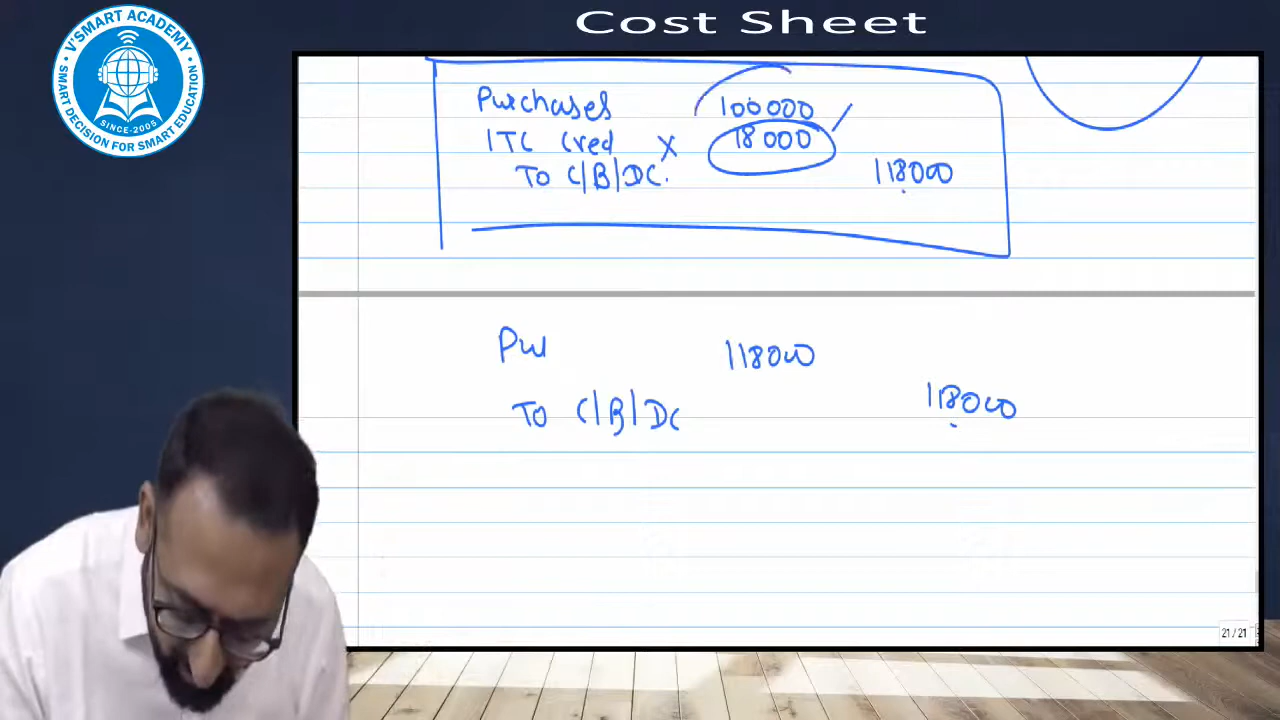 Cost Sheet
V'SMART ACADEMY
SINCE-2005
SMART DECISION FOR SMART EDUCATION
Purchases 100000
ITC Cred X 18000
To C/B/DC. 118000
Pur 118000
To C/B/DC 118000
21 / 21